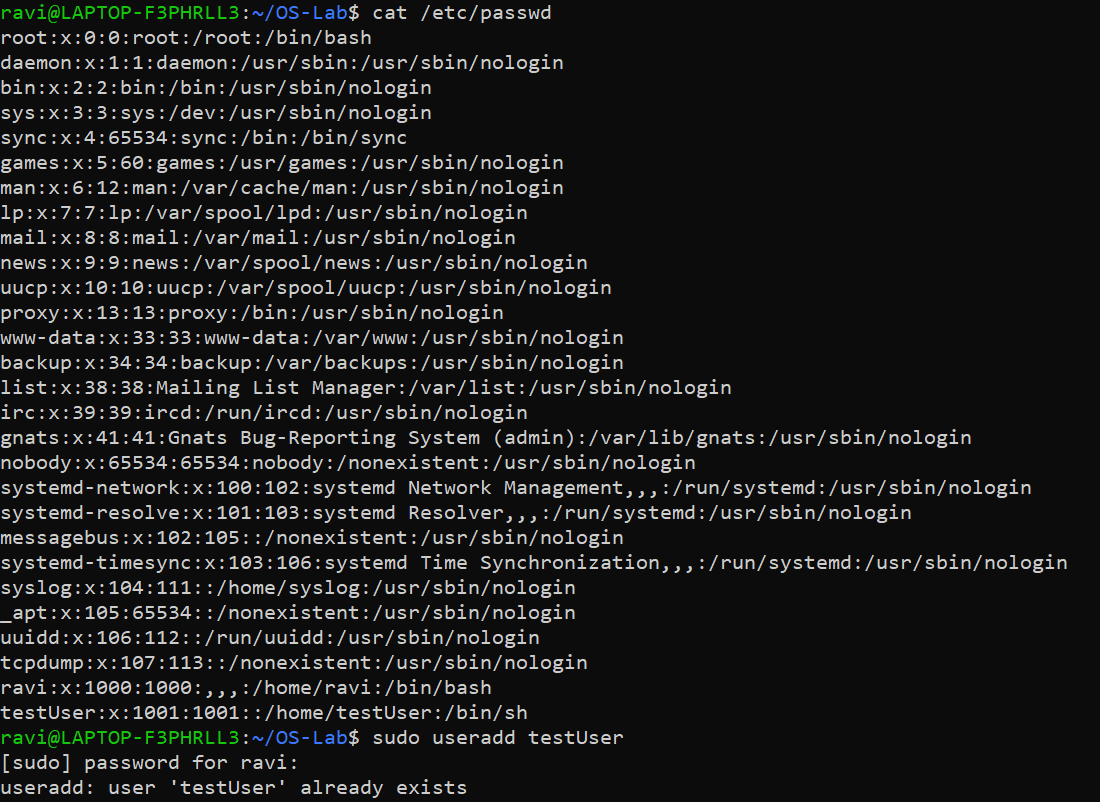 ravi@LAPTOP-F3PHRLL3:~/OS-Lab$ cat /etc/passwd
root:x:0:0:root:/root:/bin/bash
daemon:x:1:1:daemon:/usr/sbin:/usr/sbin/nologin
bin:x:2:2:bin:/bin:/usr/sbin/nologin
sys:x:3:3:sys:/dev:/usr/sbin/nologin
sync:x:4:65534:sync:/bin:/bin/sync
games:x:5:60:games:/usr/games:/usr/sbin/nologin
man:x:6:12:man:/var/cache/man:/usr/sbin/nologin
lp:x:7:7:lp:/var/spool/lpd:/usr/sbin/nologin
mail:x:8:8:mail:/var/mail:/usr/sbin/nologin
news:x:9:9:news:/var/spool/news:/usr/sbin/nologin
uucp:x:10:10:uucp:/var/spool/uucp:/usr/sbin/nologin
proxy:x:13:13:proxy:/bin:/usr/sbin/nologin
www-data:x:33:33:www-data:/var/www:/usr/sbin/nologin
backup:x:34:34:backup:/var/backups:/usr/sbin/nologin
list:x:38:38:Mailing List Manager:/var/list:/usr/sbin/nologin
irc:x:39:39:ircd:/run/ircd:/usr/sbin/nologin
gnats:x:41:41:Gnats Bug-Reporting System (admin):/var/lib/gnats:/usr/sbin/nologin
nobody:x:65534:65534:nobody:/nonexistent:/usr/sbin/nologin
systemd-network:x:100:102:systemd Network Management,,,:/run/systemd:/usr/sbin/nologin
systemd-resolve:x:101:103:systemd Resolver,,,:/run/systemd:/usr/sbin/nologin
messagebus:x:102:105::/nonexistent:/usr/sbin/nologin
systemd-timesync:x:103:106:systemd Time Synchronization,,,:/run/systemd:/usr/sbin/nologin
syslog:x:104:111::/home/syslog:/usr/sbin/nologin
_apt:x:105:65534::/nonexistent:/usr/sbin/nologin
uuidd:x:106:112::/run/uuidd:/usr/sbin/nologin
tcpdump:x:107:113::/nonexistent:/usr/sbin/nologin
ravi:x:1000:1000:,,,:/home/ravi:/bin/bash
testUser:x:1001:1001::/home/testUser:/bin/sh
ravi@LAPTOP-F3PHRLL3:~/OS-Lab$ sudo useradd testUser
[sudo] password for ravi:
useradd: user 'testUser' already exists